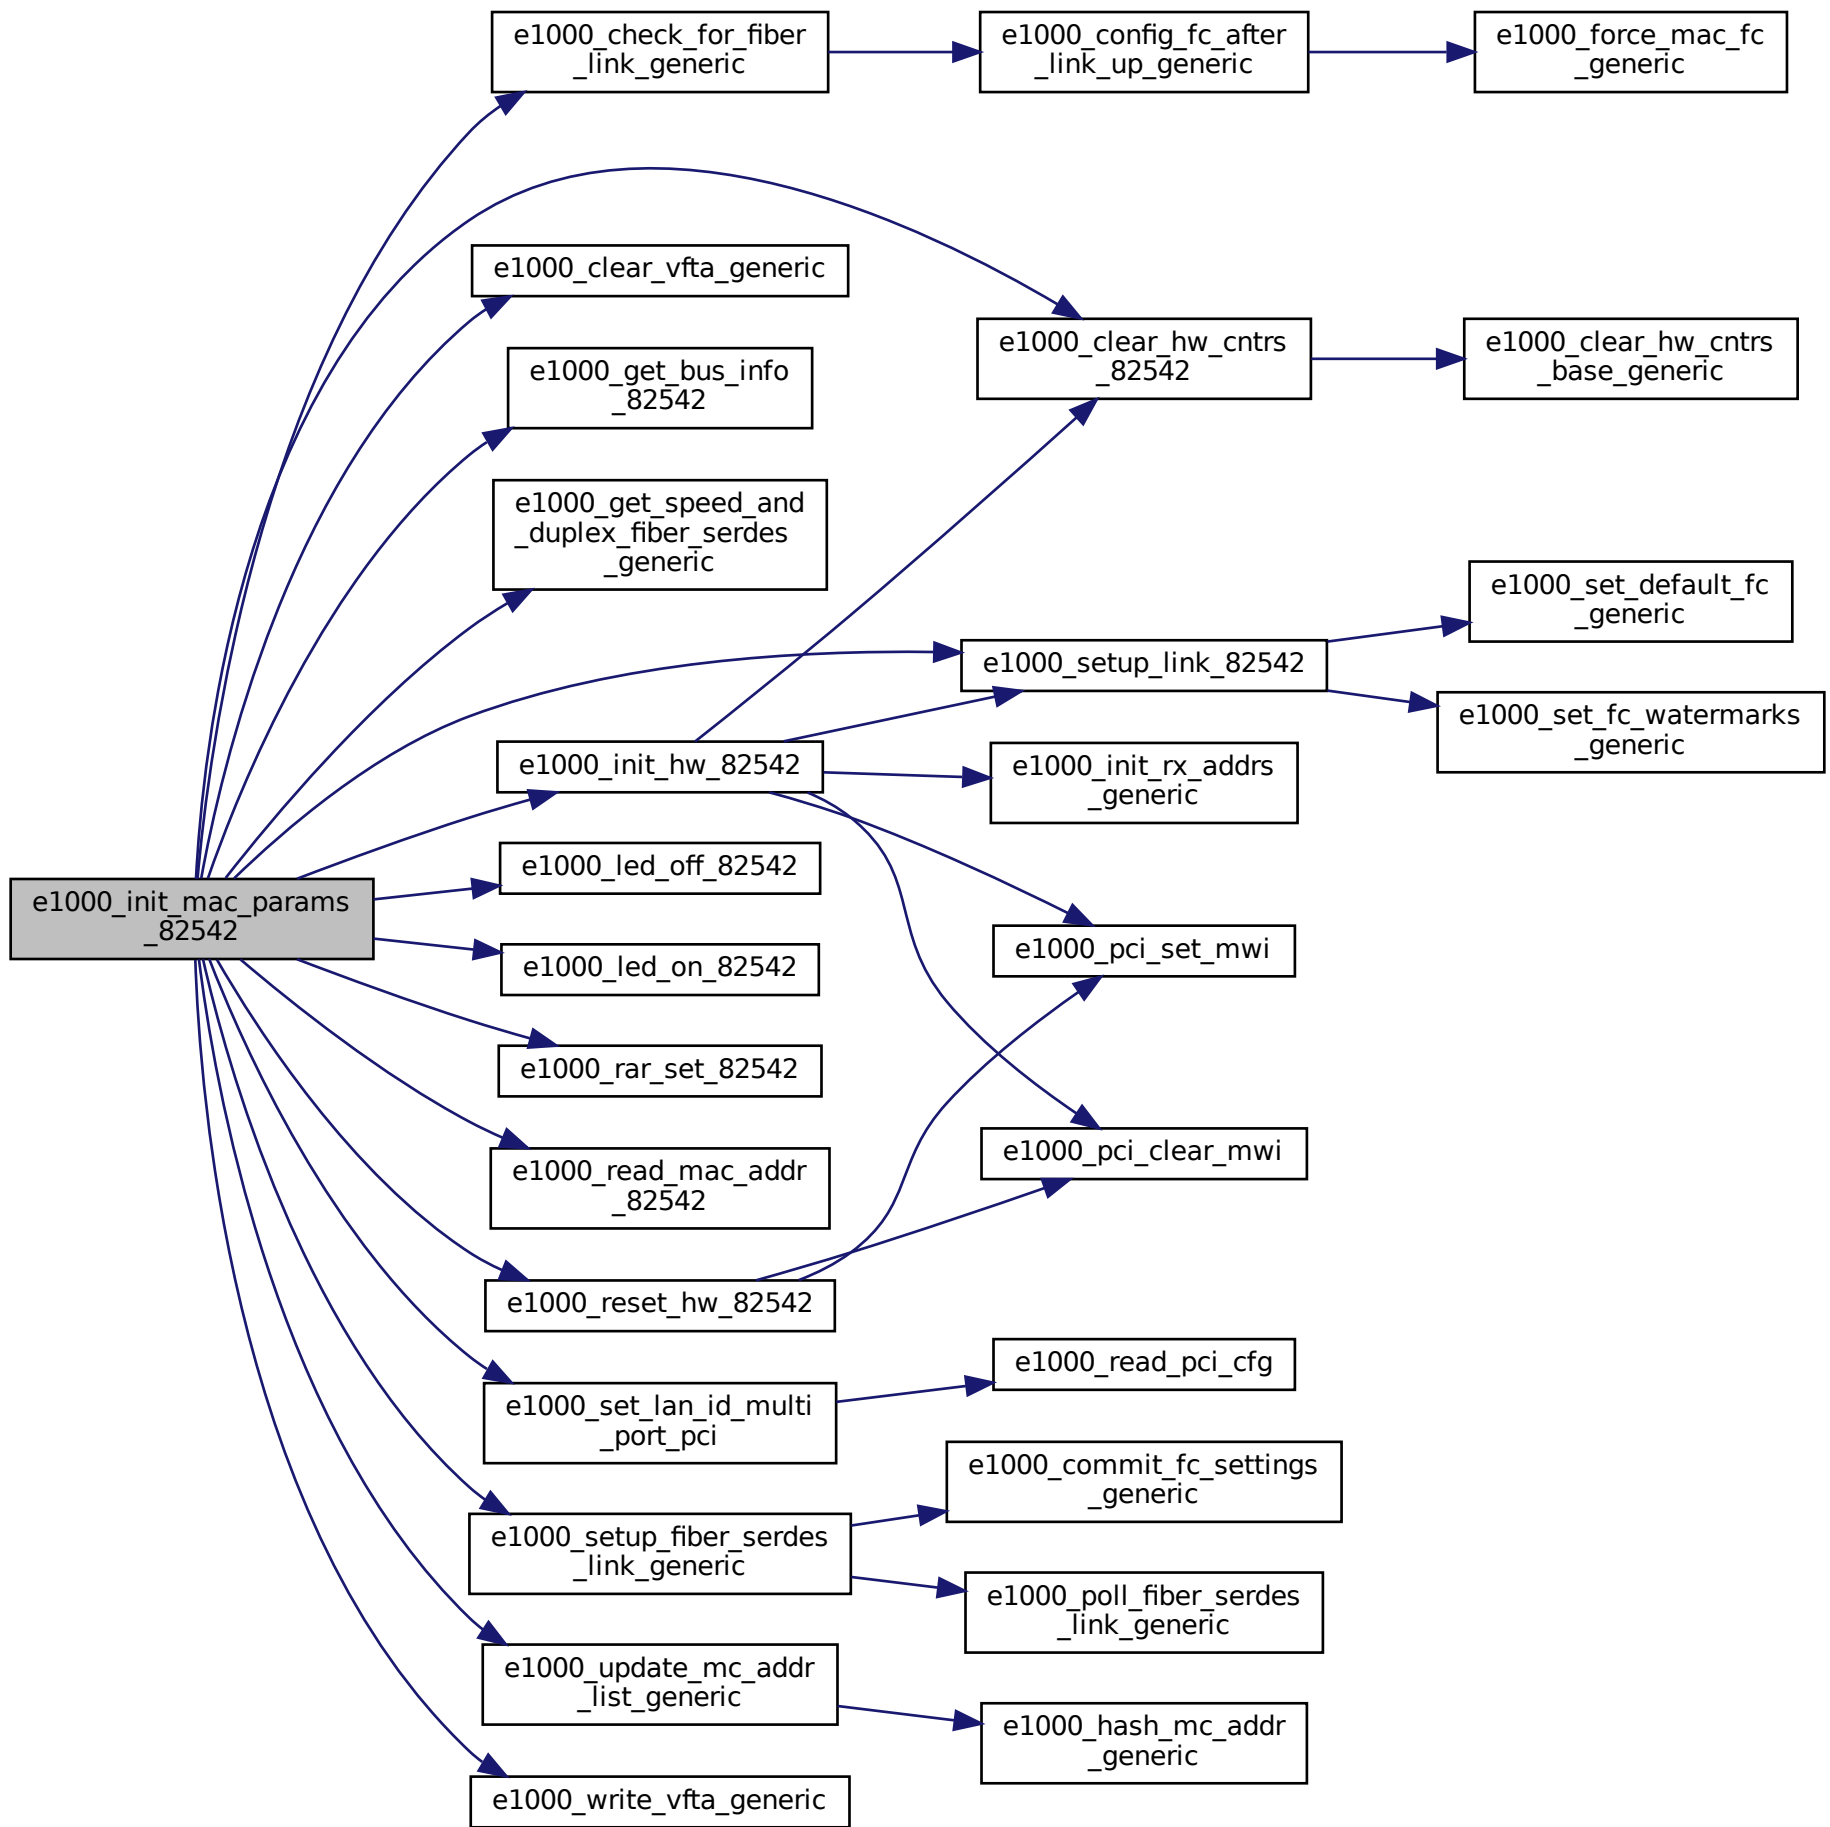 e1000_init_mac_params
_82542
e1000_check_for_fiber
_link_generic
e1000_clear_vfta_generic
e1000_get_bus_info
_82542
e1000_get_speed_and
_duplex_fiber_serdes
_generic
e1000_init_hw_82542
e1000_led_off_82542
e1000_led_on_82542
e1000_rar_set_82542
e1000_read_mac_addr
_82542
e1000_reset_hw_82542
e1000_set_lan_id_multi
_port_pci
e1000_setup_fiber_serdes
_link_generic
e1000_update_mc_addr
_list_generic
e1000_write_vfta_generic
e1000_config_fc_after
_link_up_generic
e1000_clear_hw_cntrs
_82542
e1000_setup_link_82542
e1000_init_rx_addrs
_generic
e1000_pci_set_mwi
e1000_pci_clear_mwi
e1000_read_pci_cfg
e1000_commit_fc_settings
_generic
e1000_poll_fiber_serdes
_link_generic
e1000_hash_mc_addr
_generic
e1000_force_mac_fc
_generic
e1000_clear_hw_cntrs
_base_generic
e1000_set_default_fc
_generic
e1000_set_fc_watermarks
_generic